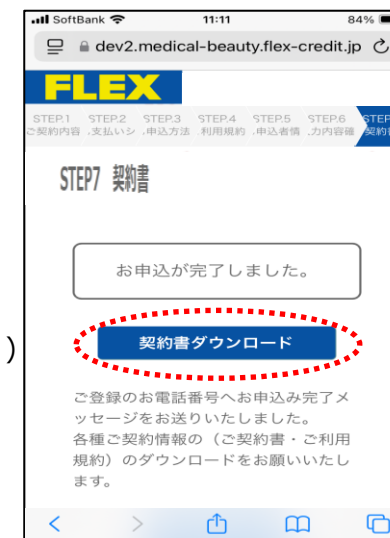 SoftBank 11:11 84%
dev2.medical-beauty.flex-credit.jp
FLEX
STEP.1 STEP.2 STEP.3 STEP.4 STEP.5 STEP.6 STEP
ご契約内容 .支払いシ .申込方法 利用規約 .申込者情 .力内容確 契約書
STEP7 契約書
お申込が完了しました。
)
契約書ダウンロード
ご登録のお電話番号へお申込み完了メ
ッセージをお送りいたしました。
各種ご契約情報の（ご契約書・ご利用
規約）のダウンロードをお願いいたし
ます。